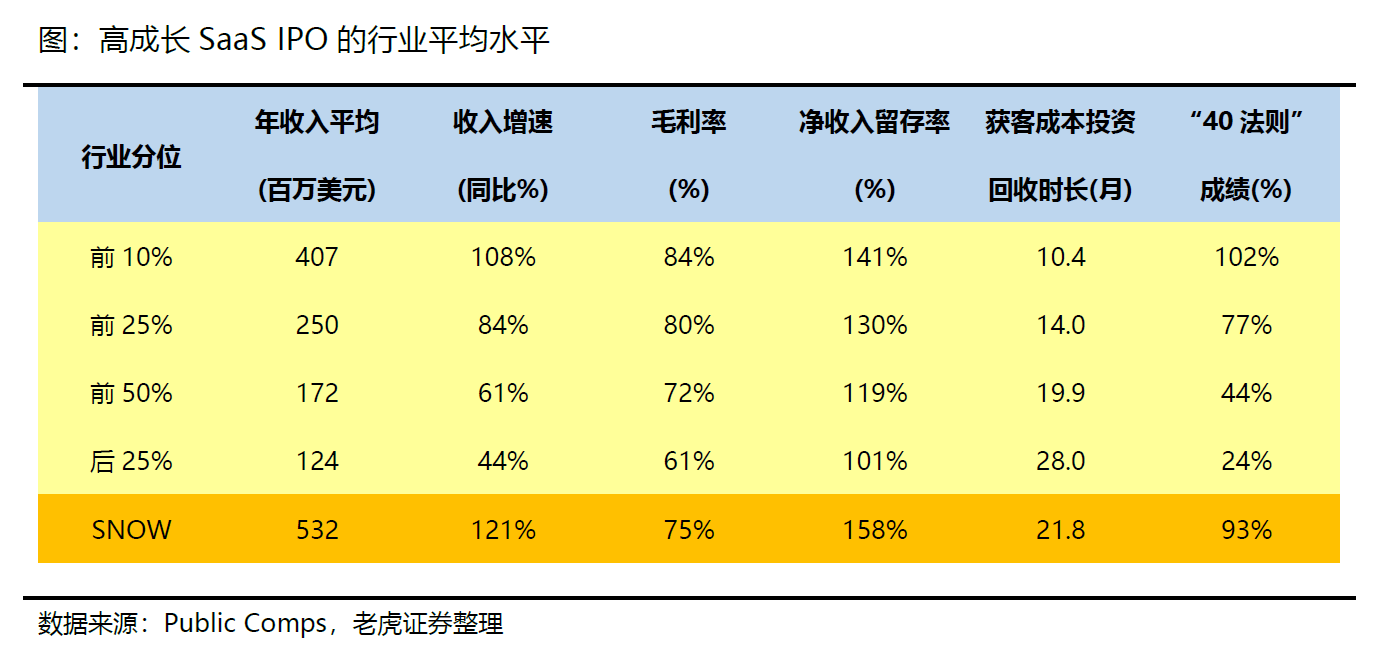 图：高成长 SaaS IPO 的行业平均水平
行业分位 年收入平均 (百万美元) 收入增速 (同比%) 毛利率 (%) 净收入留存率 (%) 获客成本投资 回收时长(月) “40 法则” 成绩(%)
前 10% 407 108% 84% 141% 10.4 102%
前 25% 250 84% 80% 130% 14.0 77%
前 50% 172 61% 72% 119% 19.9 44%
后 25% 124 44% 61% 101% 28.0 24%
SNOW 532 121% 75% 158% 21.8 93%
数据来源：Public Comps，老虎证券整理